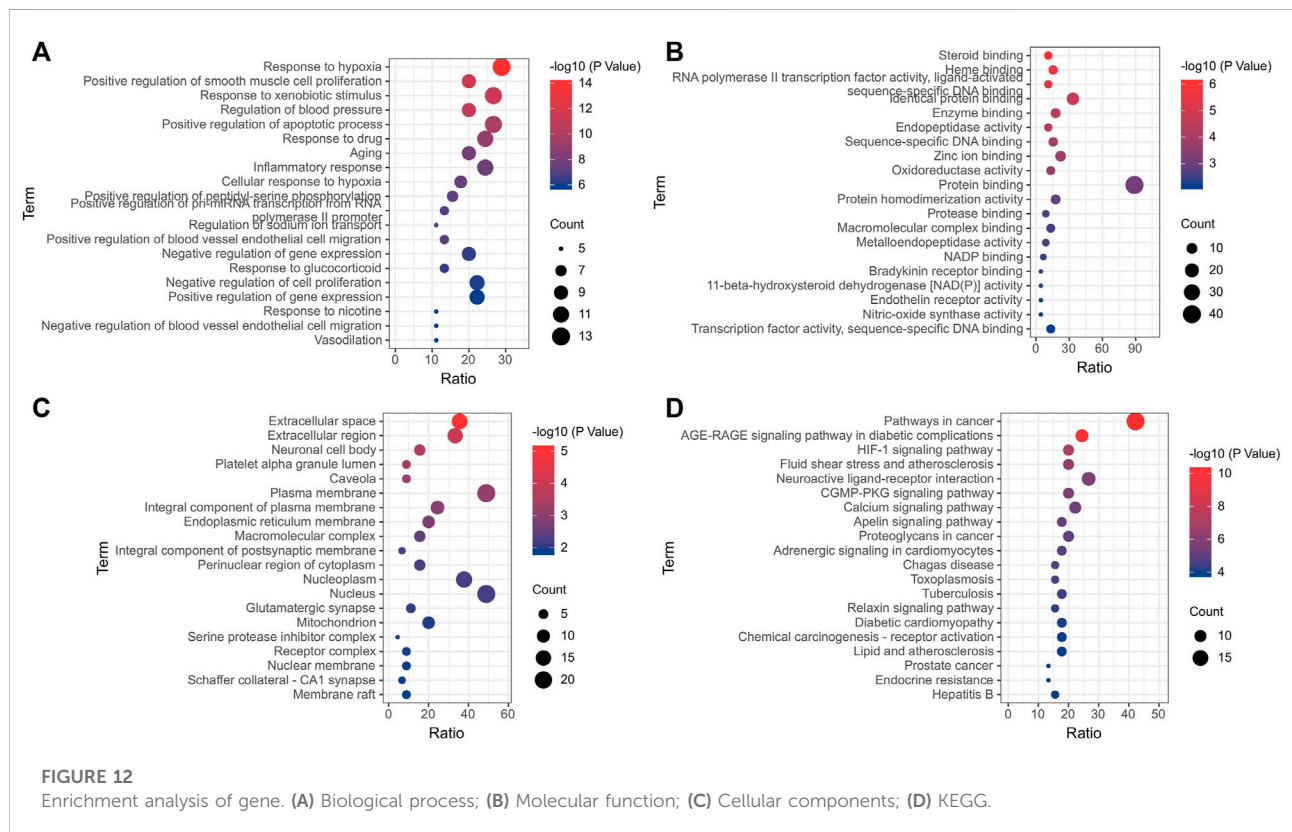 A
Response to hypoxia
Positive regulation of smooth muscle cell proliferation
Response to xenobiotic stimulus
Regulation of blood pressure
Positive regulation of apoptotic process
Response to drug
Aging
Inflammatory response
Cellular response to hypoxia
Positive regulation of peptidyl-serine phosphorylation
Positive regulation of pri-miRNA transcription from RNA
polymerase II promoter
Regulation of sodium ion transport
Positive regulation of blood vessel endothelial cell migration
Negative regulation of gene expression
Response to glucocorticoid
Negative regulation of cell proliferation
Positive regulation of gene expression
Response to nicotine
Negative regulation of blood vessel endothelial cell migration
Vasodilation
Term
0 10 20 30
Ratio
-log10 (P Value)
14
12
10
8
6
Count
5
7
9
11
13
B
Steroid binding
Heme binding
RNA polymerase II transcription factor activity, ligand-activated
sequence-specific DNA binding
Identical protein binding
Enzyme binding
Endopeptidase activity
Sequence-specific DNA binding
Zinc ion binding
Oxidoreductase activity
Protein binding
Protein homodimerization activity
Protease binding
Macromolecular complex binding
Metalloendopeptidase activity
NADP binding
Bradykinin receptor binding
11-beta-hydroxysteroid dehydrogenase [NAD(P)] activity
Endothelin receptor activity
Nitric-oxide synthase activity
Transcription factor activity, sequence-specific DNA binding
Term
0 30 60 90
Ratio
-log10 (P Value)
6
5
4
3
Count
10
20
30
40
C
Extracellular space
Extracellular region
Neuronal cell body
Platelet alpha granule lumen
Caveola
Plasma membrane
Integral component of plasma membrane
Endoplasmic reticulum membrane
Macromolecular complex
Integral component of postsynaptic membrane
Perinuclear region of cytoplasm
Nucleoplasm
Nucleus
Glutamatergic synapse
Mitochondrion
Serine protease inhibitor complex
Receptor complex
Nuclear membrane
Schaffer collateral - CA1 synapse
Membrane raft
Term
0 20 40 60
Ratio
-log10 (P Value)
5
4
3
2
Count
5
10
15
20
D
Pathways in cancer
AGE-RAGE signaling pathway in diabetic complications
HIF-1 signaling pathway
Fluid shear stress and atherosclerosis
Neuroactive ligand-receptor interaction
CGMP-PKG signaling pathway
Calcium signaling pathway
Apelin signaling pathway
Proteoglycans in cancer
Adrenergic signaling in cardiomyocytes
Chagas disease
Toxoplasmosis
Tuberculosis
Relaxin signaling pathway
Diabetic cardiomyopathy
Chemical carcinogenesis - receptor activation
Lipid and atherosclerosis
Prostate cancer
Endocrine resistance
Hepatitis B
Term
0 10 20 30 40 50
Ratio
-log10 (P Value)
10
8
6
4
Count
10
15
FIGURE 12
Enrichment analysis of gene. (A) Biological process; (B) Molecular function; (C) Cellular components; (D) KEGG.